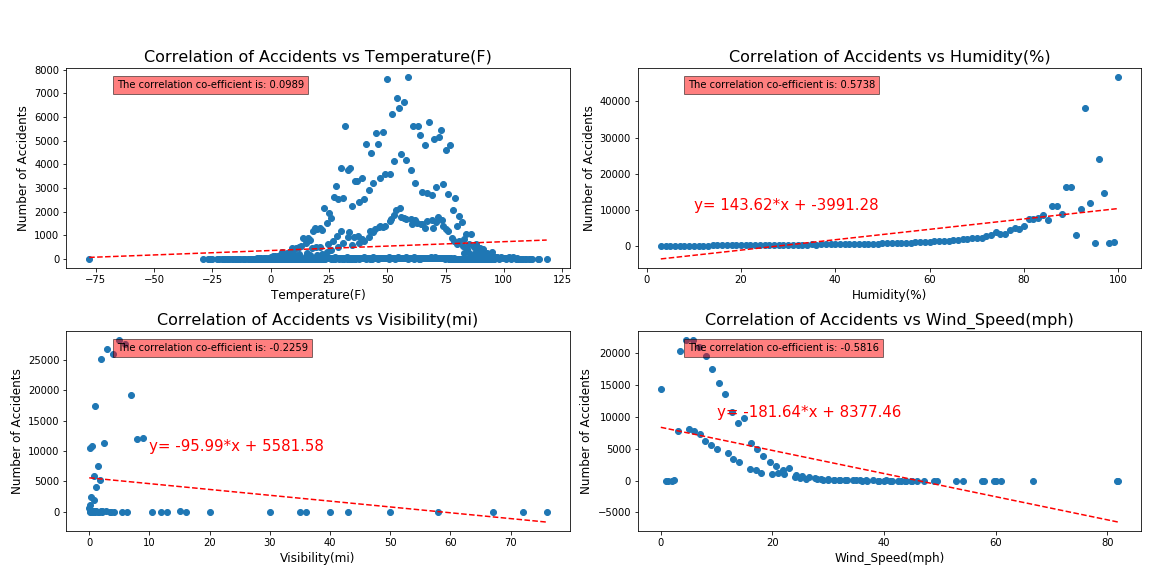 Correlation of Accidents vs Temperature(F)
The correlation co-efficient is: 0.0989
Number of Accidents
8000
7000
6000
5000
4000
3000
2000
1000
0
−75 −50 −25 0 25 50 75 100 125
Temperature(F)
Correlation of Accidents vs Humidity(%)
The correlation co-efficient is: 0.5738
Number of Accidents
40000
30000
20000
10000
0
y= 143.62*x + -3991.28
20 40 60 80 100
Humidity(%)
Correlation of Accidents vs Visibility(mi)
The correlation co-efficient is: -0.2259
Number of Accidents
25000
20000
15000
10000
5000
0
y= -95.99*x + 5581.58
0 10 20 30 40 50 60 70
Visibility(mi)
Correlation of Accidents vs Wind_Speed(mph)
The correlation co-efficient is: -0.5816
Number of Accidents
20000
15000
10000
5000
0
−5000
y= -181.64*x + 8377.46
0 20 40 60 80
Wind_Speed(mph)